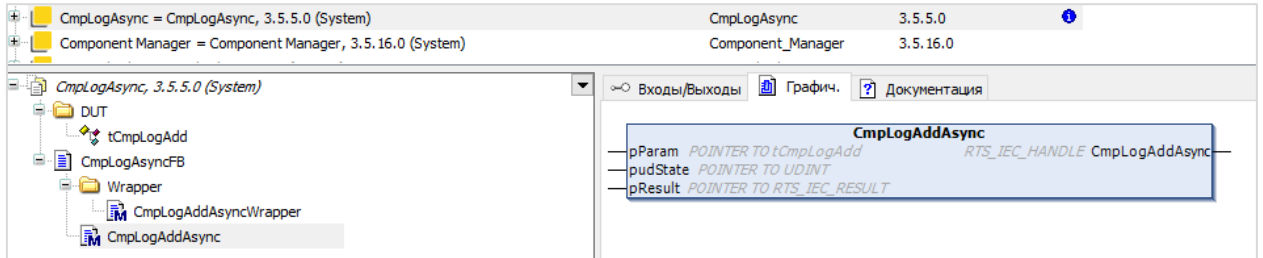 CmpLogAsync = CmpLogAsync, 3.5.5.0 (System) CmpLogAsync 3.5.5.0
Component Manager = Component Manager, 3.5.16.0 (System) Component_Manager 3.5.16.0
CmpLogAsync, 3.5.5.0 (System)
DUT
tCmpLogAdd
CmpLogAsyncFB
Wrapper
CmpLogAddAsyncWrapper
CmpLogAddAsync
Входы/Выходы Графич. Документация
CmpLogAddAsync
pParam POINTER TO tCmpLogAdd RTS_IEC_HANDLE CmpLogAddAsync
pudState POINTER TO UDINT
pResult POINTER TO RTS_IEC_RESULT